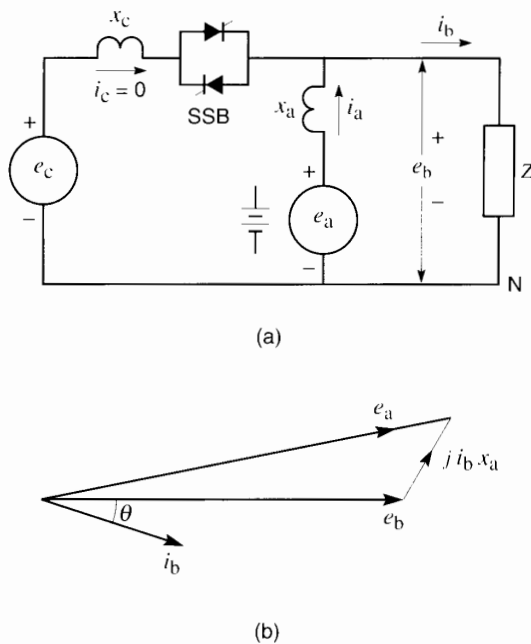 x_c
i_c = 0
SSB
x_a
i_a
i_b
+
e_c
−
+
e_a
−
+
e_b
−
Z
N
(a)
e_a
j i_b x_a
θ
e_b
i_b
(b)